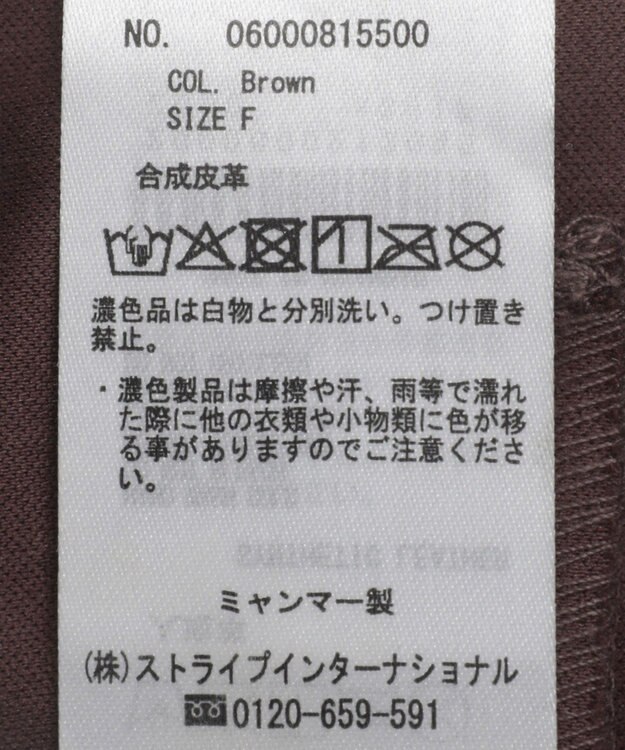 NO. 06000815500
COL. Brown
SIZE F
合成皮革
濃色品は白物と分別洗い。つけ置き
禁止。
・濃色製品は摩擦や汗、雨等で濡れ
た際に他の衣類や小物類に色が移
る事がありますのでご注意くださ
い。
ミャンマー製
(株)ストライプインターナショナル
0120-659-591